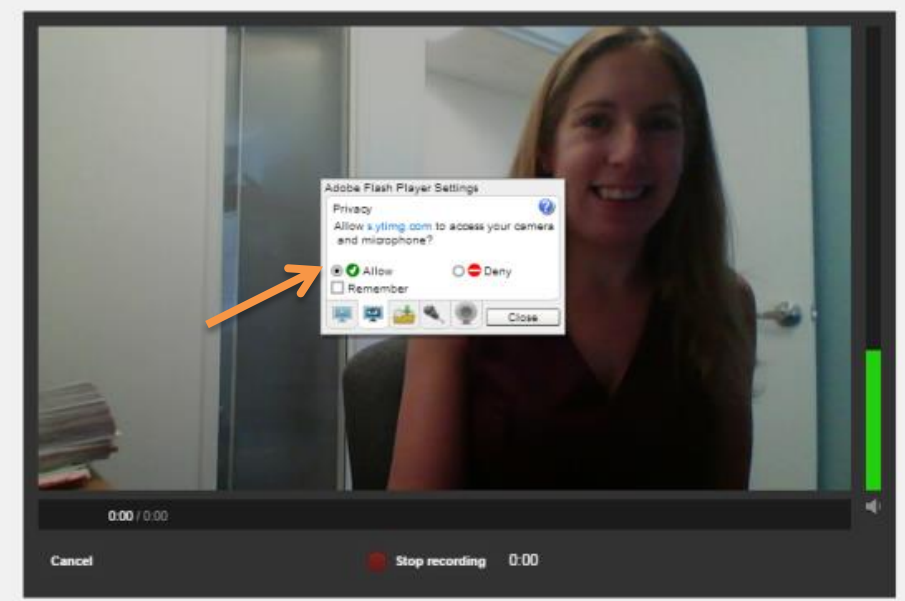 Adobe Flash Player Settings
Privacy
Allow s.ytimg.com to access your camera
and microphone?
Allow Deny
Remember
Close
0:00 / 0:00
Cancel Stop recording 0:00